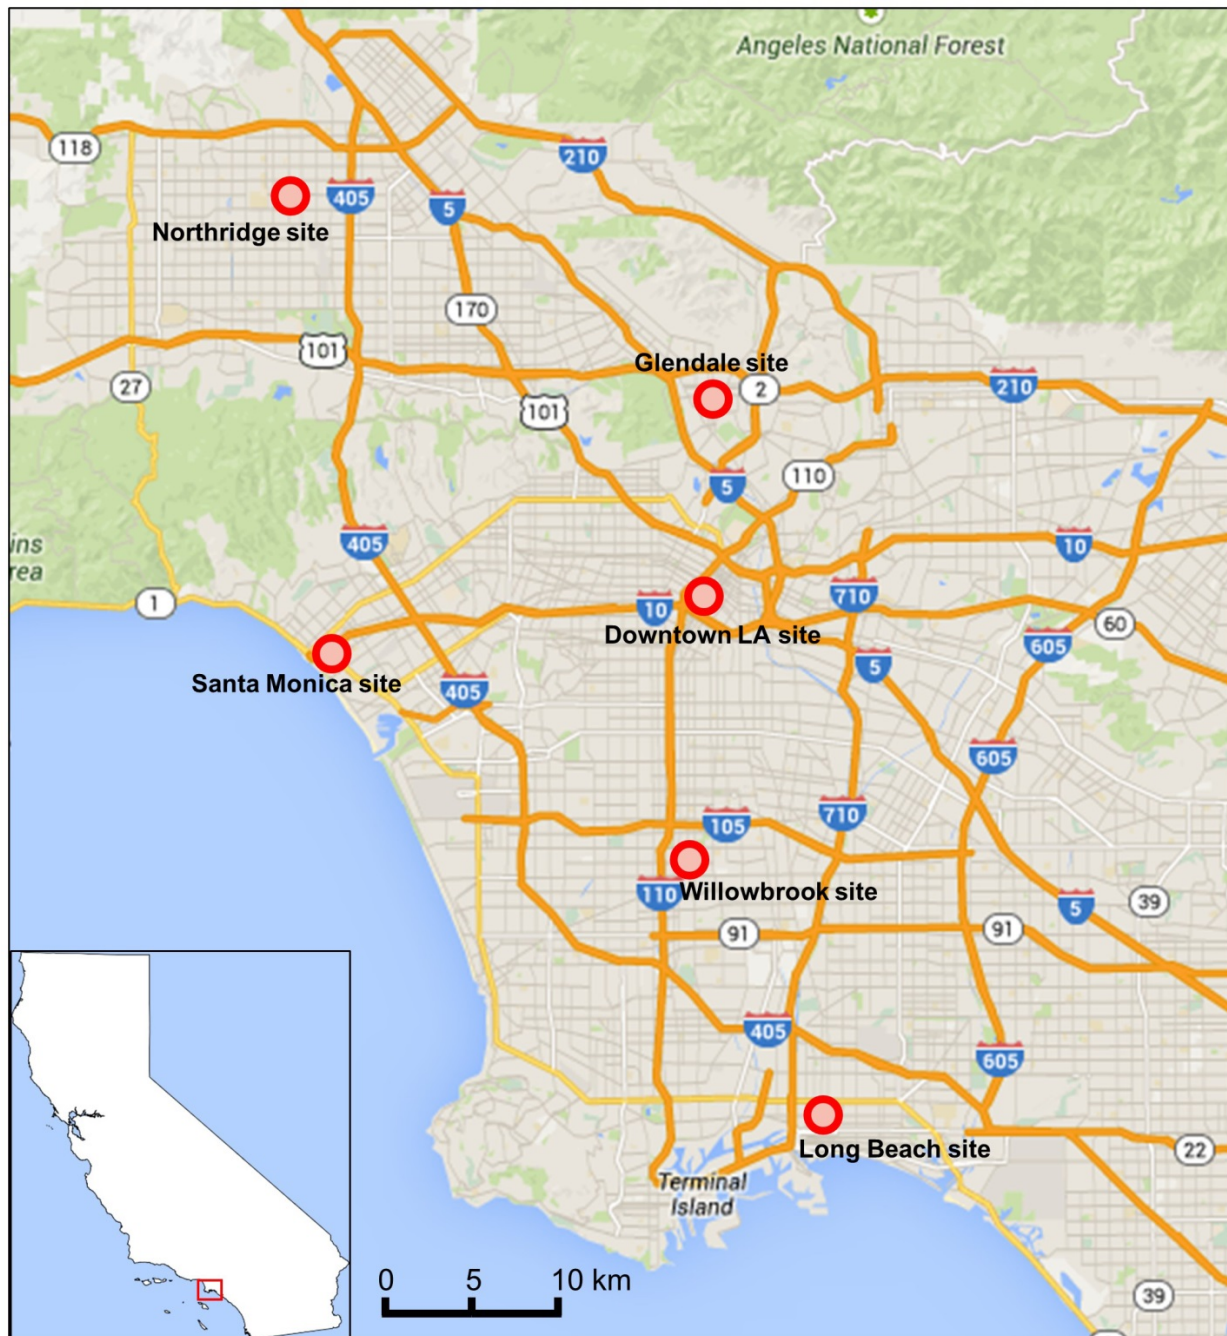 Angeles National Forest
118
210
405
5
Northridge site
170
101
Glendale site
27
2
210
101
110
5
405
10
ins
rea
1
10
710
Downtown LA site
60
605
5
Santa Monica site
405
605
105
710
Willowbrook site
110
39
5
91
91
405
605
Long Beach site
22
Terminal
Island
0 5 10 km
39